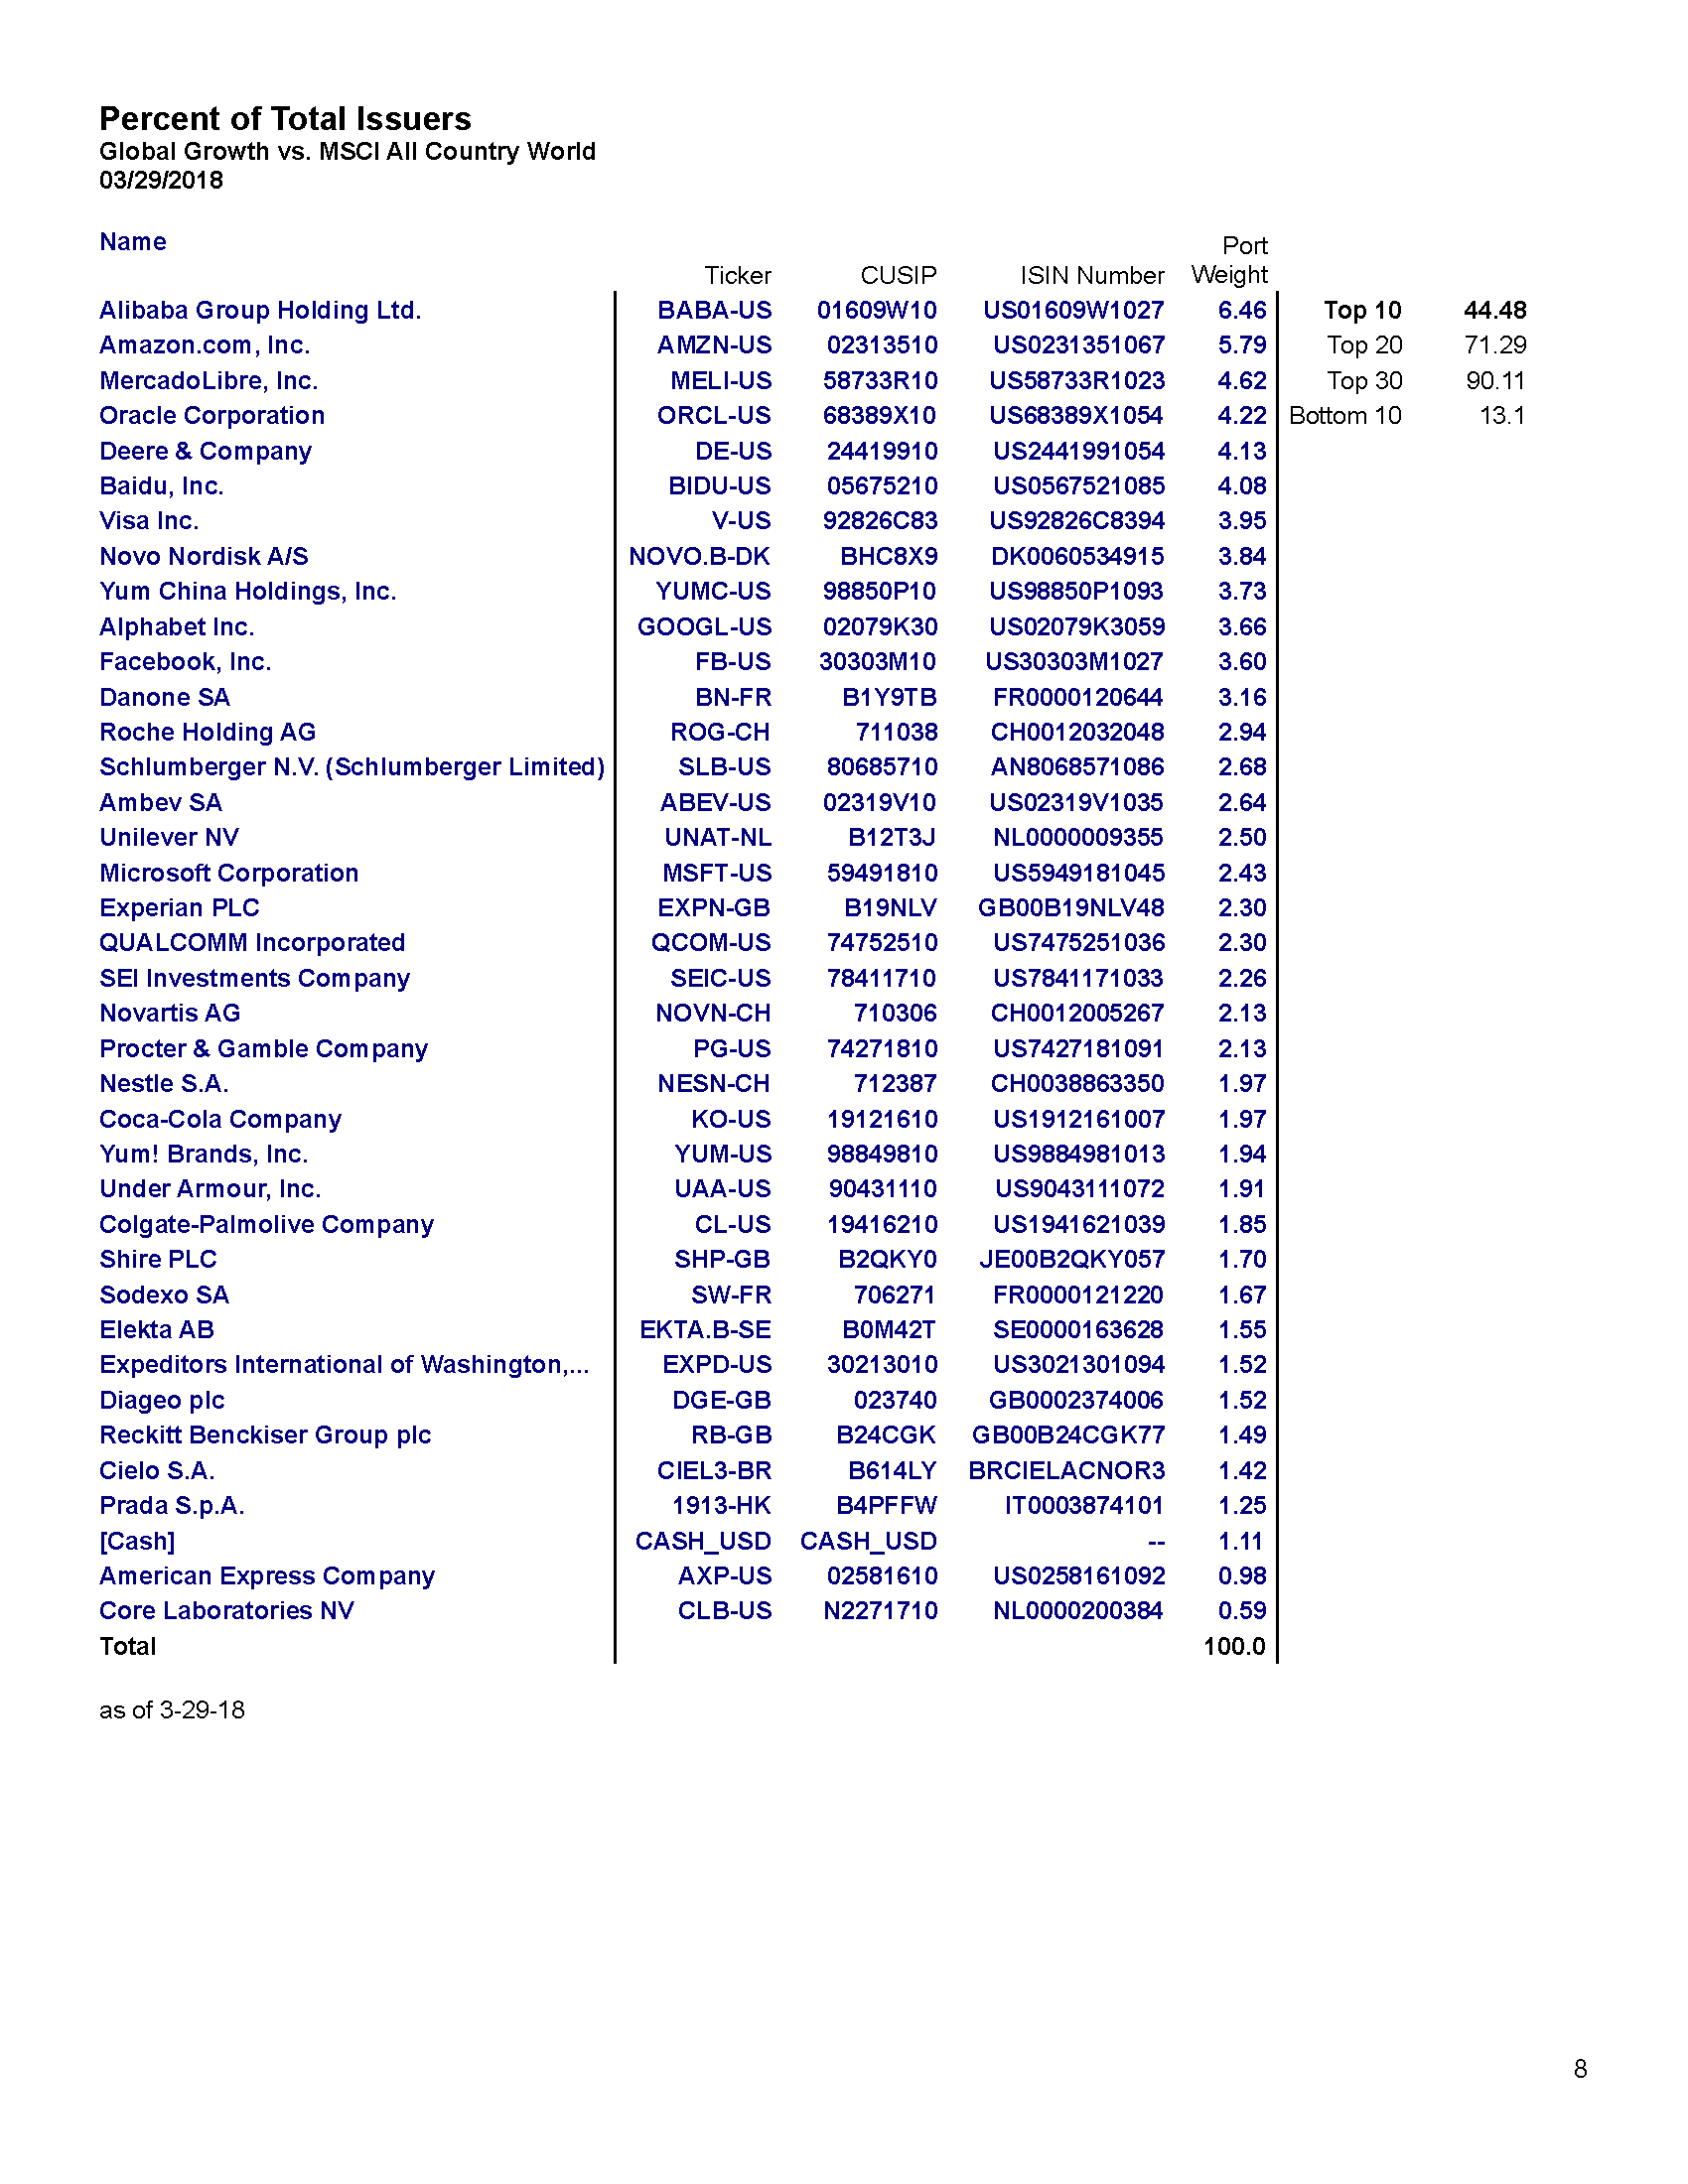 Percent of Total Issuers
Global Growth vs. MSCI All Country World
03/29/2018
Name Ticker CUSIP ISIN Number Port Weight
Alibaba Group Holding Ltd. BABA-US 01609W10 US01609W1027 6.46 Top 10 44.48
Amazon.com, Inc. AMZN-US 02313510 US0231351067 5.79 Top 20 71.29
MercadoLibre, Inc. MELI-US 58733R10 US58733R1023 4.62 Top 30 90.11
Oracle Corporation ORCL-US 68389X10 US68389X1054 4.22 Bottom 10 13.1
Deere & Company DE-US 24419910 US2441991054 4.13
Baidu, Inc. BIDU-US 05675210 US0567521085 4.08
Visa Inc. V-US 92826C83 US92826C8394 3.95
Novo Nordisk A/S NOVO.B-DK BHC8X9 DK0060534915 3.84
Yum China Holdings, Inc. YUMC-US 98850P10 US98850P1093 3.73
Alphabet Inc. GOOGL-US 02079K30 US02079K3059 3.66
Facebook, Inc. FB-US 30303M10 US30303M1027 3.60
Danone SA BN-FR B1Y9TB FR0000120644 3.16
Roche Holding AG ROG-CH 711038 CH0012032048 2.94
Schlumberger N.V. (Schlumberger Limited) SLB-US 80685710 AN8068571086 2.68
Ambev SA ABEV-US 02319V10 US02319V1035 2.64
Unilever NV UNAT-NL B12T3J NL0000009355 2.50
Microsoft Corporation MSFT-US 59491810 US5949181045 2.43
Experian PLC EXPN-GB B19NLV GB00B19NLV48 2.30
QUALCOMM Incorporated QCOM-US 74752510 US7475251036 2.30
SEI Investments Company SEIC-US 78411710 US7841171033 2.26
Novartis AG NOVN-CH 710306 CH0012005267 2.13
Procter & Gamble Company PG-US 74271810 US7427181091 2.13
Nestle S.A. NESN-CH 712387 CH0038863350 1.97
Coca-Cola Company KO-US 19121610 US1912161007 1.97
Yum! Brands, Inc. YUM-US 98849810 US9884981013 1.94
Under Armour, Inc. UAA-US 90431110 US9043111072 1.91
Colgate-Palmolive Company CL-US 19416210 US1941621039 1.85
Shire PLC SHP-GB B2QKY0 JE00B2QKY057 1.70
Sodexo SA SW-FR 706271 FR0000121220 1.67
Elekta AB EKTA.B-SE B0M42T SE0000163628 1.55
Expeditors International of Washington,... EXPD-US 30213010 US3021301094 1.52
Diageo plc DGE-GB 023740 GB0002374006 1.52
Reckitt Benckiser Group plc RB-GB B24CGK GB00B24CGK77 1.49
Cielo S.A. CIEL3-BR B614LY BRCIELACNOR3 1.42
Prada S.p.A. 1913-HK B4PFFW IT0003874101 1.25
[Cash] CASH_USD CASH_USD -- 1.11
American Express Company AXP-US 02581610 US0258161092 0.98
Core Laboratories NV CLB-US N2271710 NL0000200384 0.59
Total 100.0
as of 3-29-18
8